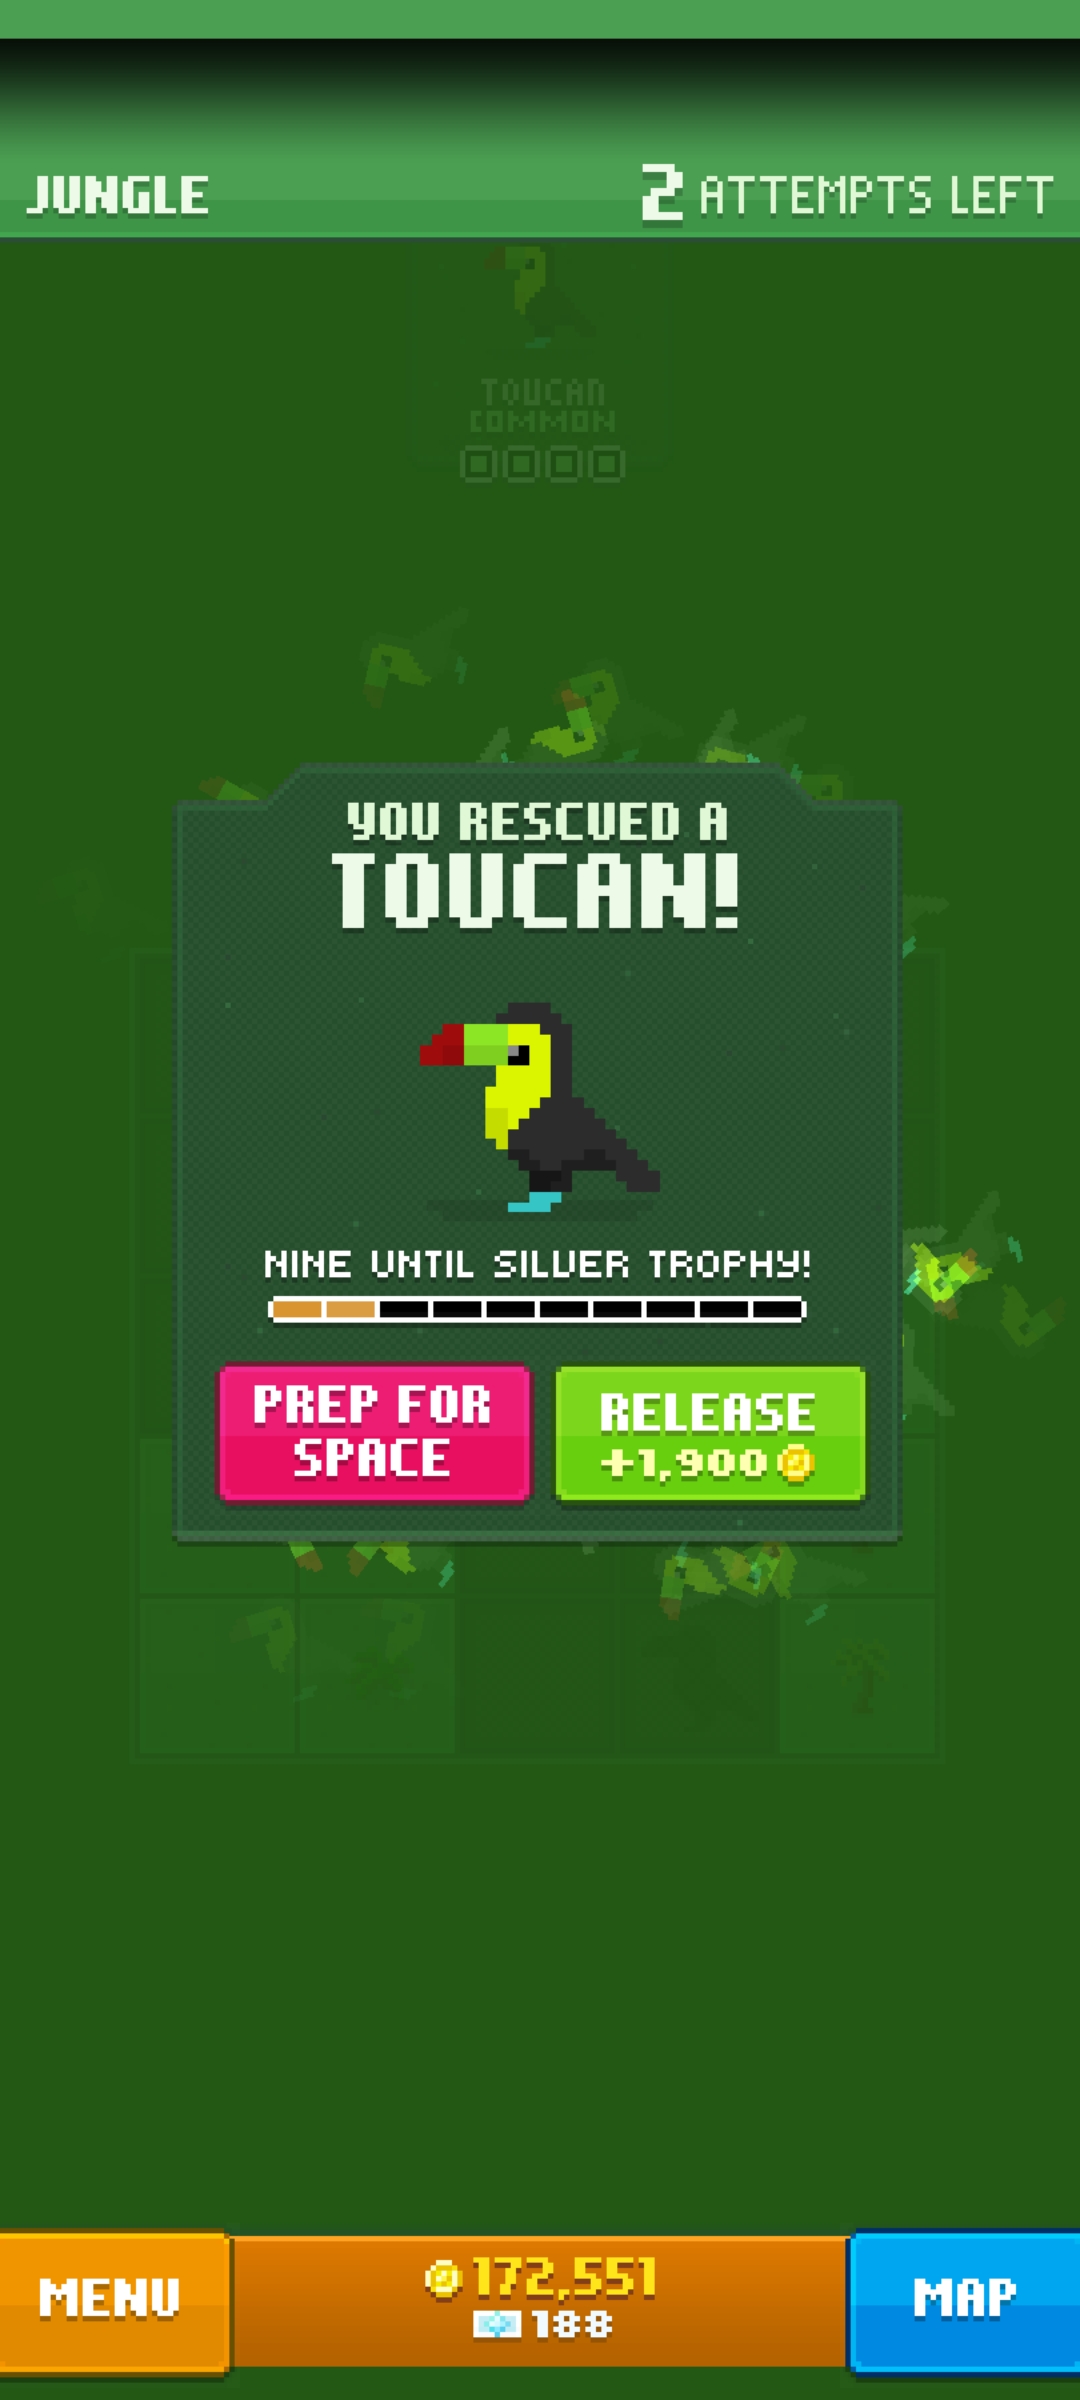 JUNGLE
2 ATTEMPTS LEFT
TOUCAN
COMMON
YOU RESCUED A
TOUCAN!
NINE UNTIL SILVER TROPHY!
PREP FOR
SPACE
RELEASE
+1,900
MENU
172,551
188
MAP